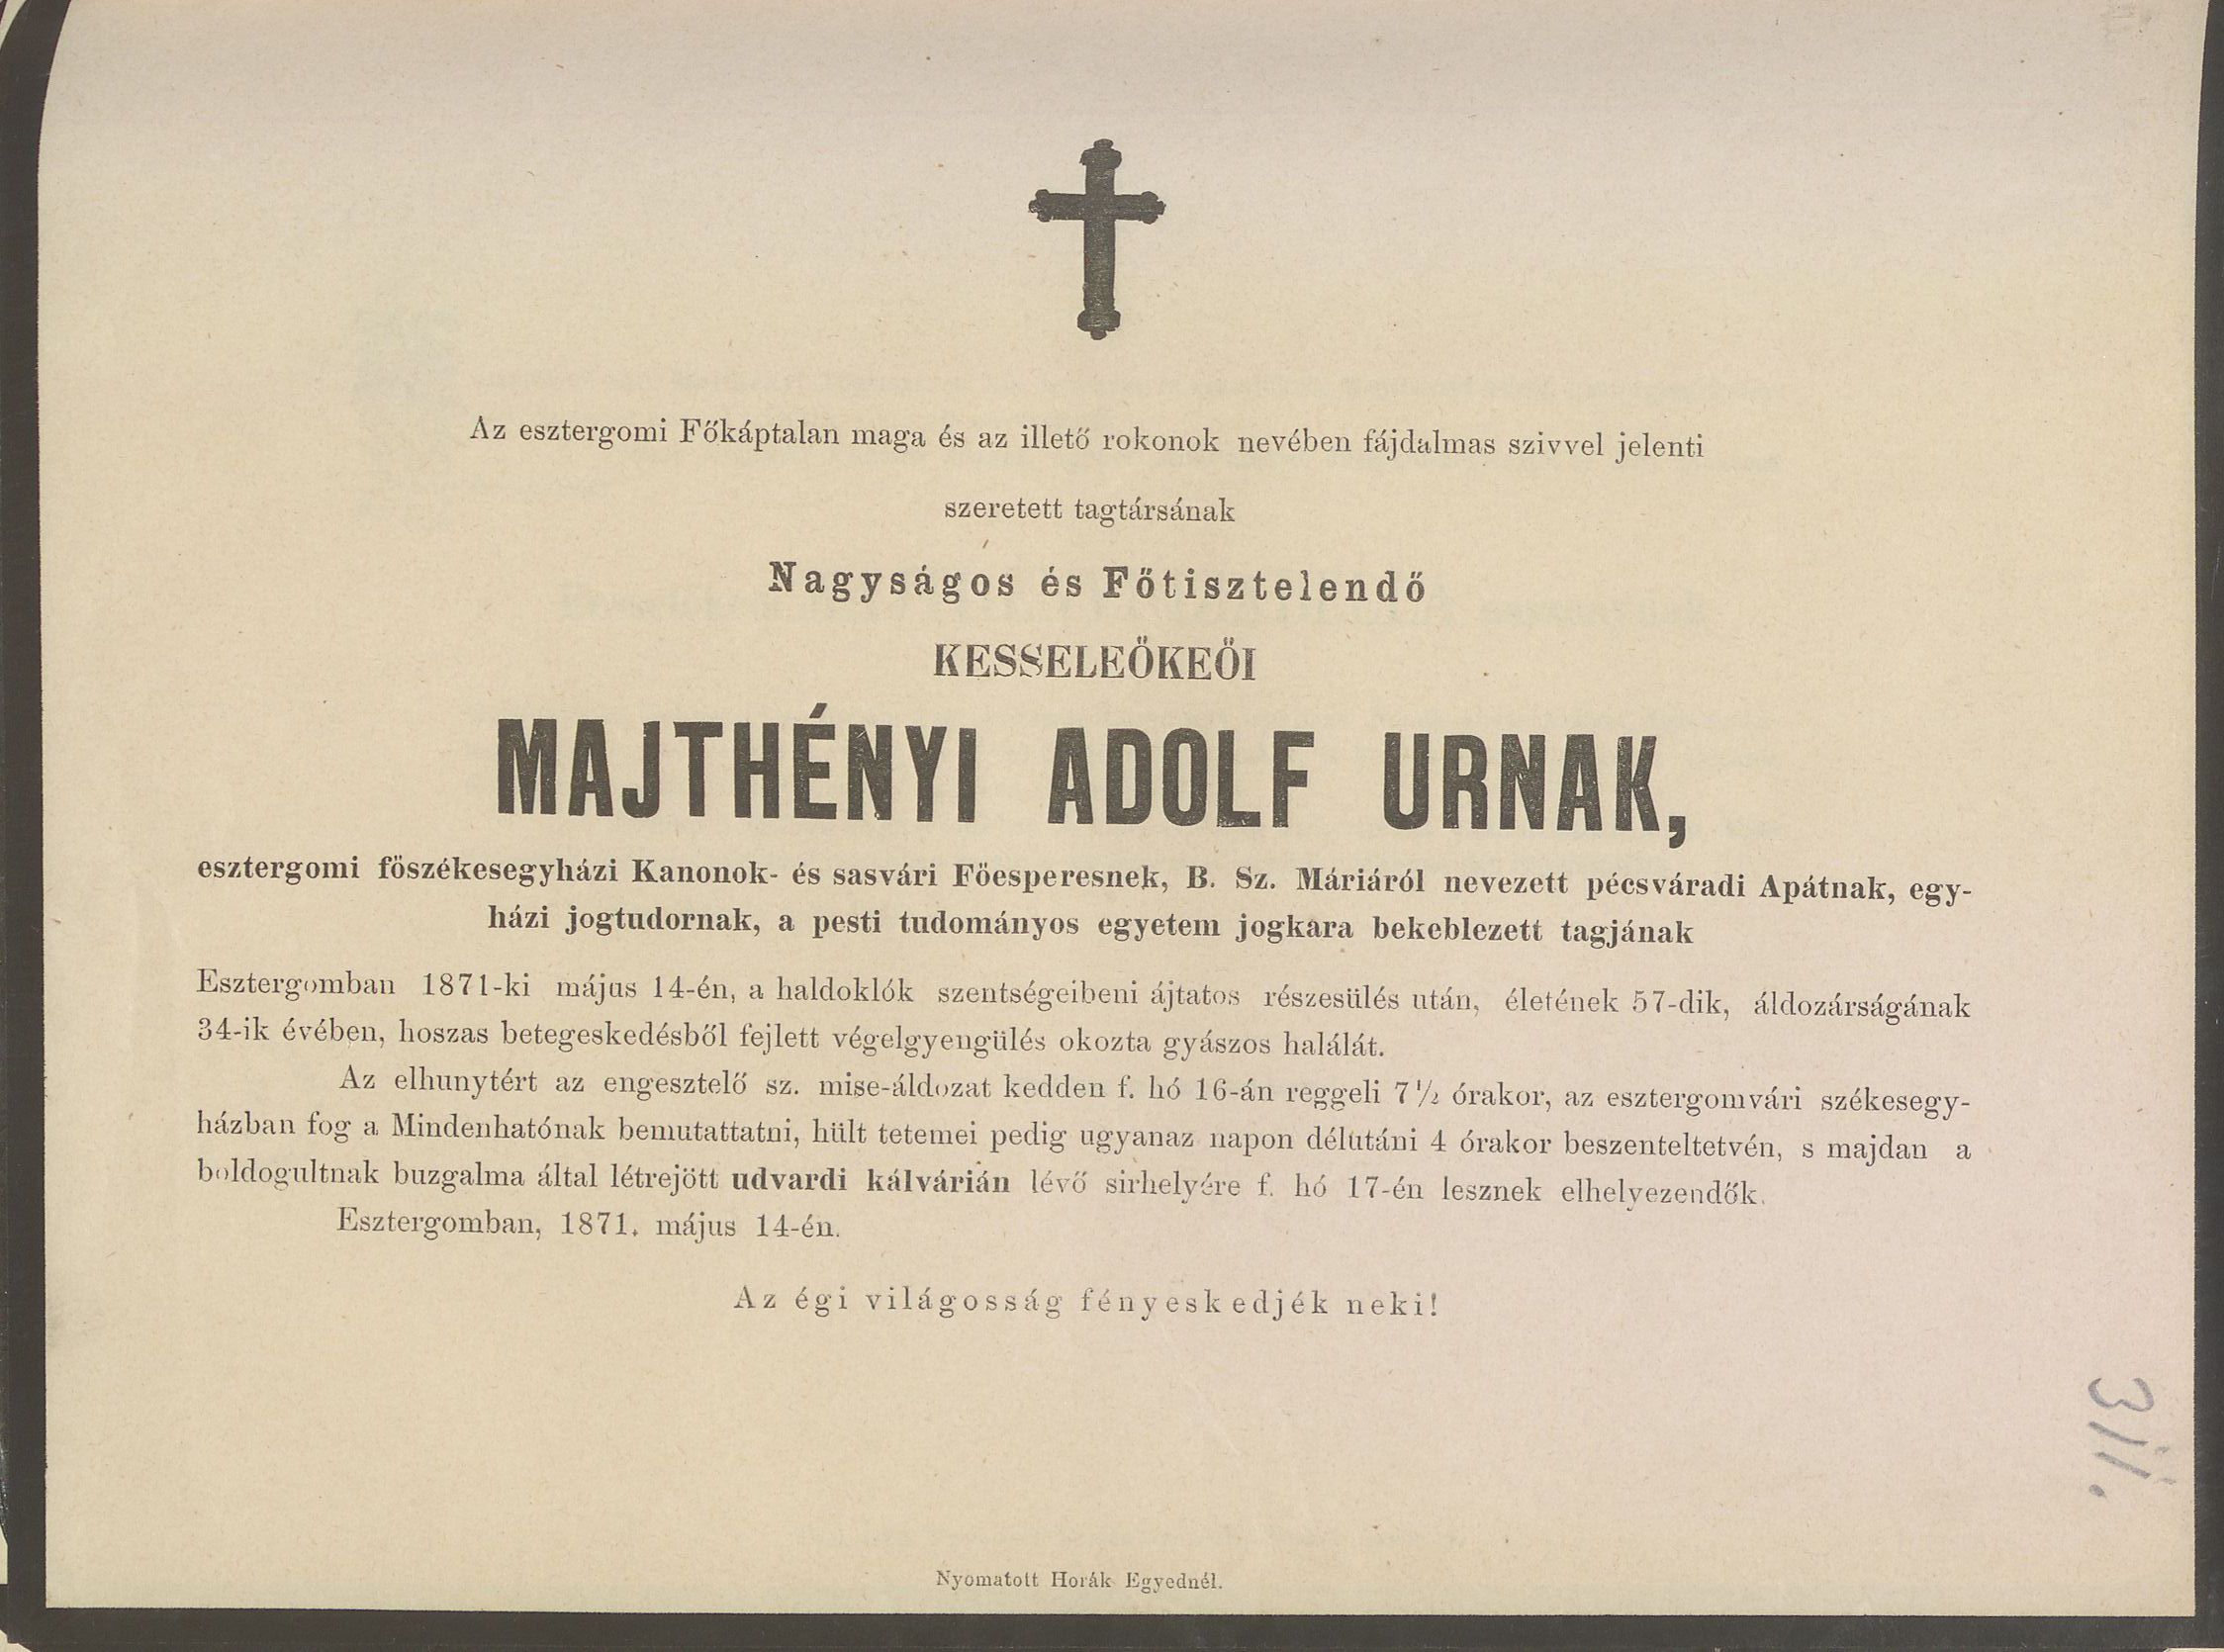 Az esztergomi Főkáptalan maga és az illető rokonok nevében fájdalmas szivvel jelenti
szeretett tagtársának
Nagyságos és Főtisztelendő
KESSELEŐKEŐI
MAJTHÉNYI ADOLF URNAK,
esztergomi főszékesegyházi Kanonok- és sasvári Főesperesnek, B. Sz. Máriáról nevezett pécsváradi Apátnak, egy-
házi jogtudornak, a pesti tudományos egyetem jogkara bekeblezett tagjának
Esztergomban 1871-ki május 14-én, a haldoklók szentségeibeni ájtatos részesülés után, életének 57-dik, áldozárságának
34-ik évében, hoszas betegeskedésből fejlett végelgyengülés okozta gyászos halálát.
Az elhunytért az engesztelő sz. mise-áldozat kedden f. hó 16-án reggeli 7 1/2 órakor, az esztergomvári székesegy-
házban fog a Mindenhatónak bemutattatni, hült tetemei pedig ugyanaz napon délutáni 4 órakor beszenteltetvén, s majdan a
boldogultnak buzgalma által létrejött udvardi kálvárián lévő sirhelyére f. hó 17-én lesznek elhelyezendők.
Esztergomban, 1871. május 14-én.
Az égi világosság fényeskedjék neki!
Nyomatott Horák Egyednél.